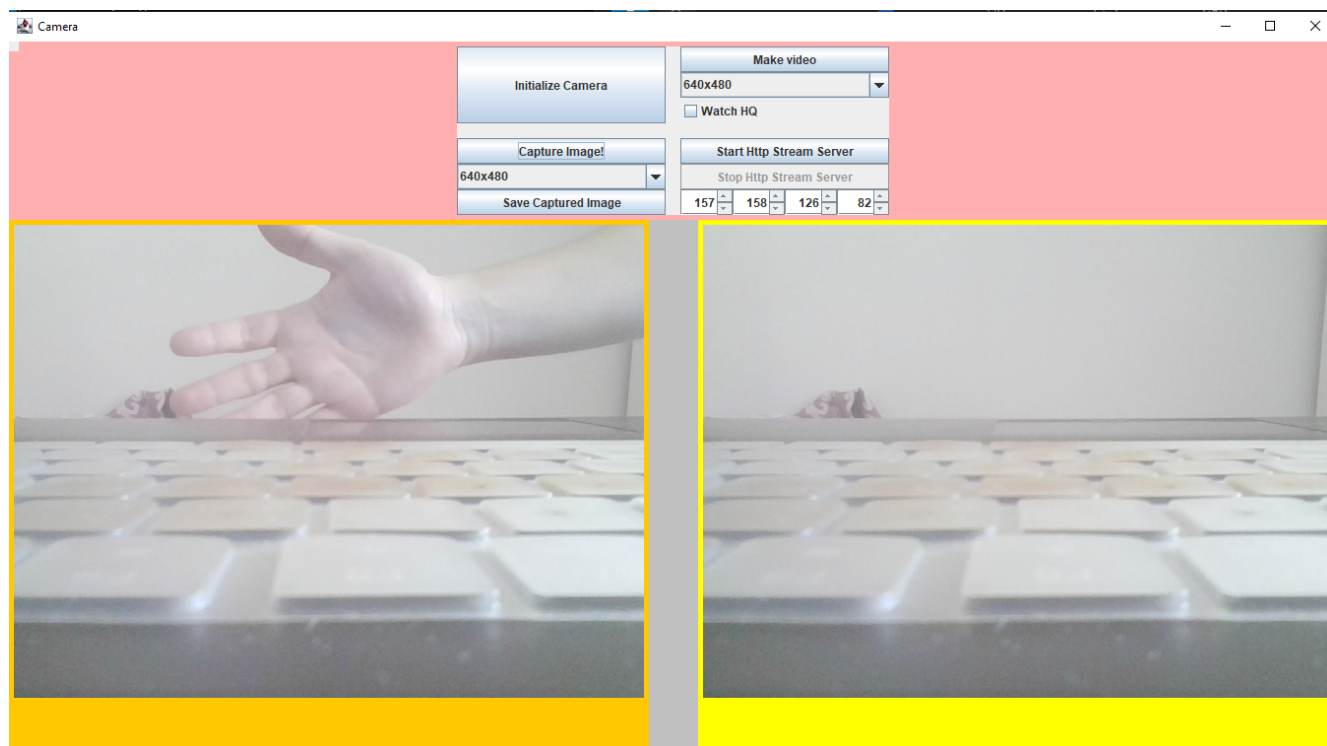 Camera
Initialize Camera
Make video
640x480
Watch HQ
Capture Image!
Start Http Stream Server
640x480
Stop Http Stream Server
Save Captured Image
157 158 126 82